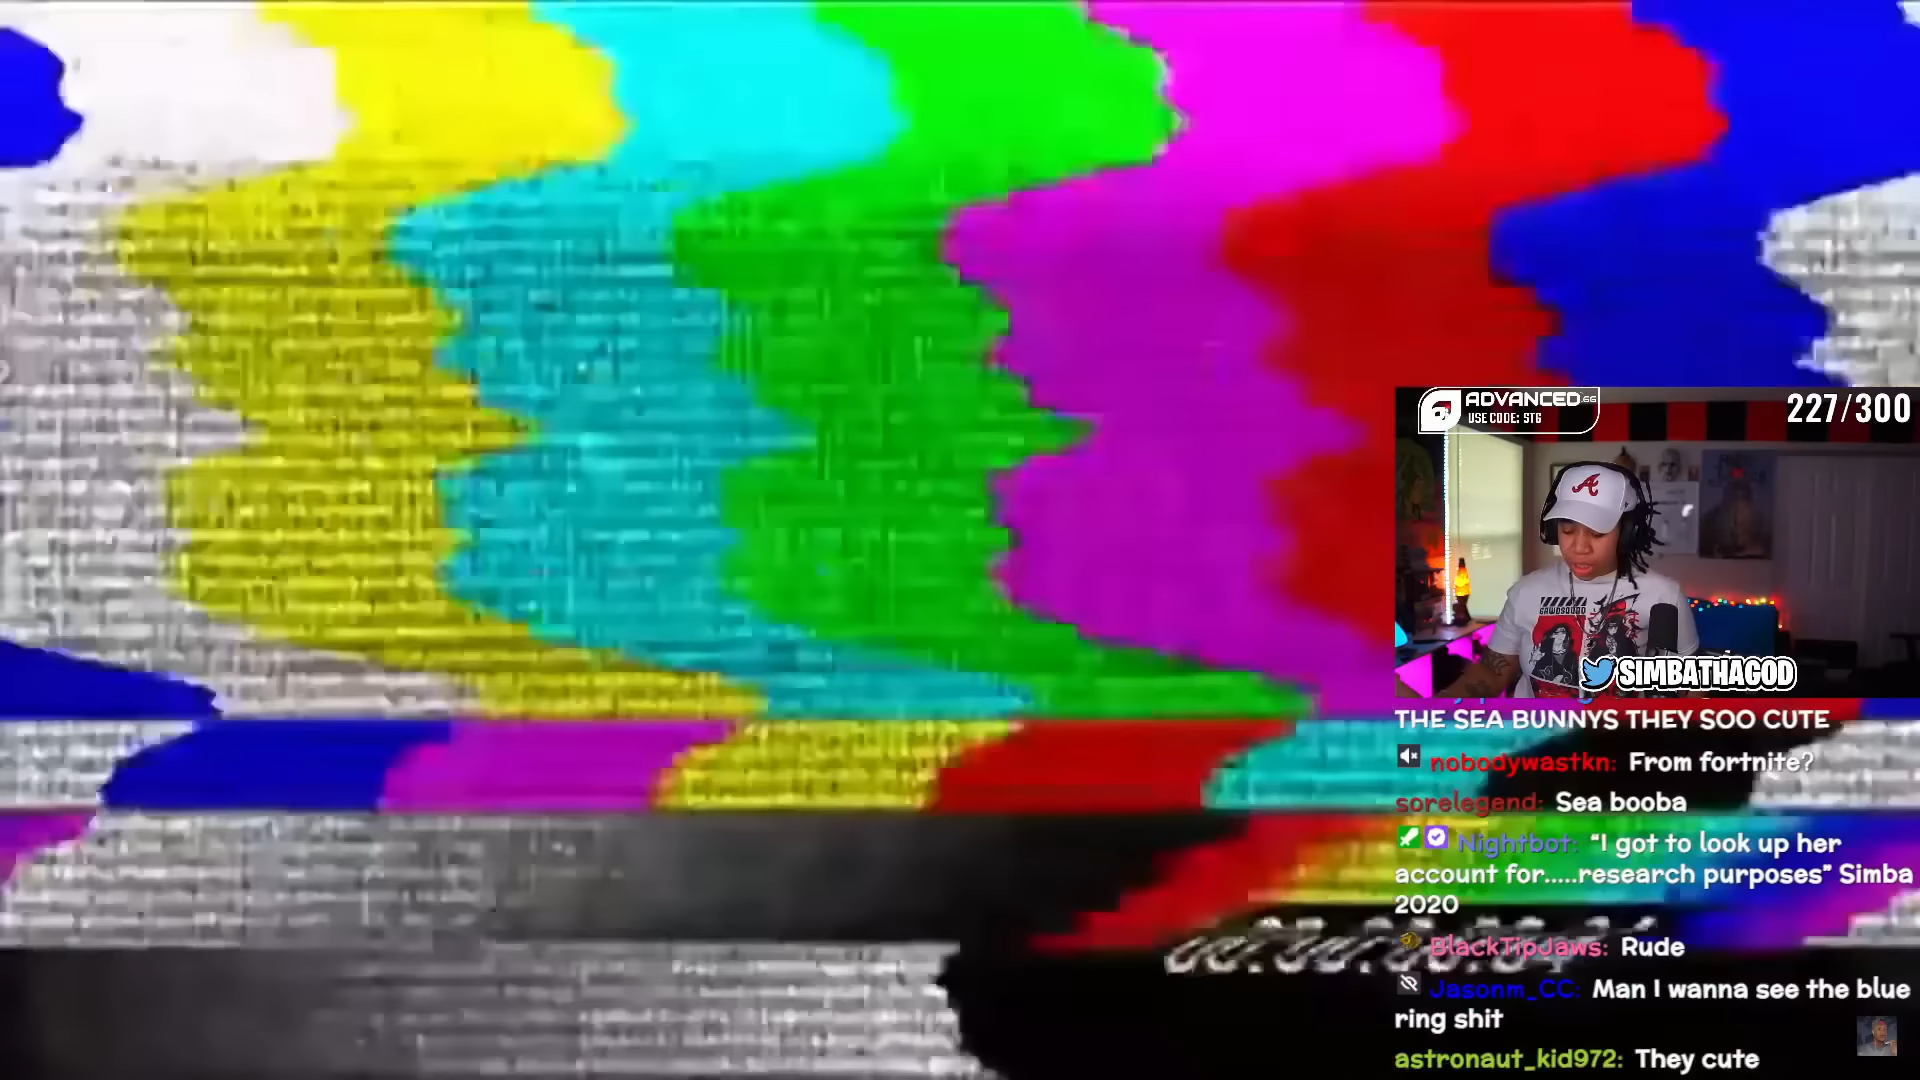 ADVANCED.GG
USE CODE: STG
227/300
A
GAWDSQUAD
SIMBATHAGOD
THE SEA BUNNYS THEY SOO CUTE
nobodywastkn: From fortnite?
sorelegend: Sea booba
Nightbot: “I got to look up her
account for.....research purposes” Simba
2020
BlackTipJaws: Rude
Jasonm_CC: Man I wanna see the blue
ring shit
astronaut_kid972: They cute